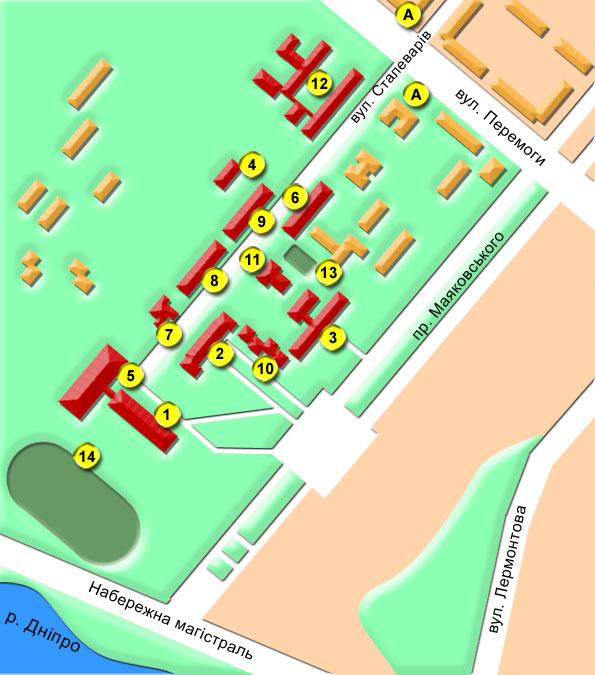 А
вул. Сталеварів
А
вул. Перемоги
12
4
6
9
11
13
8
7
3
2
10
5
1
14
пр. Маяковського
вул. Лермонтова
Набережна магістраль
р. Дніпро